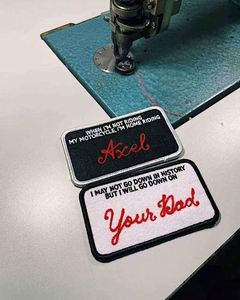 WHEN I'M NOT RIDING
MY MOTORCYCLE, I'M HOME RIDING
Axel
I MAY NOT GO DOWN IN HISTORY
BUT I WILL GO DOWN ON
Your Dad